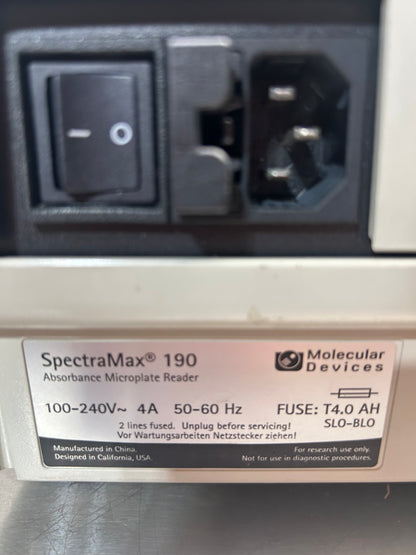 SpectraMax® 190
Absorbance Microplate Reader
Molecular
Devices
100-240V~ 4A 50-60 Hz
FUSE: T4.0 AH
SLO-BLO
2 lines fused. Unplug before servicing!
Vor Wartungsarbeiten Netzstecker ziehen!
Manufactured in China.
Designed in California, USA.
For research use only.
Not for use in diagnostic procedures.